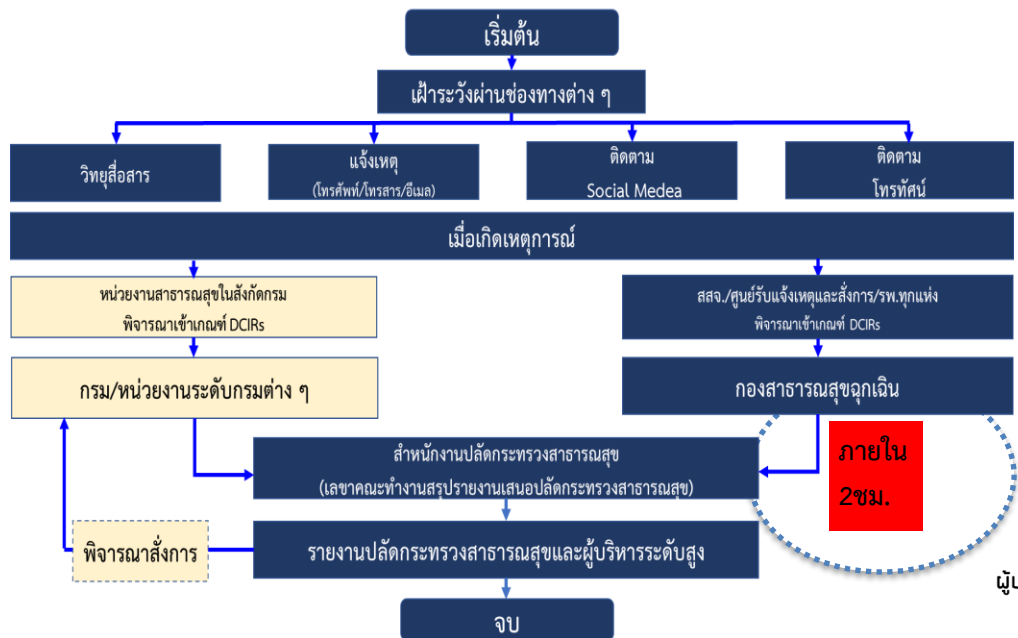 เริ่มต้น
เฝ้าระวังผ่านช่องทางต่าง ๆ
วิทยุสื่อสาร
แจ้งเหตุ
(โทรศัพท์/โทรสาร/อีเมล)
ติดตาม
Social Medea
ติดตาม
โทรทัศน์
เมื่อเกิดเหตุการณ์
หน่วยงานสาธารณสุขในสังกัดกรม
พิจารณาเข้าเกณฑ์ DCIRs
สสจ./ศูนย์รับแจ้งเหตุและสั่งการ/รพ.ทุกแห่ง
พิจารณาเข้าเกณฑ์ DCIRs
กรม/หน่วยงานระดับกรมต่าง ๆ
กองสาธารณสุขฉุกเฉิน
ภายใน
2ชม.
สำหนักงานปลัดกระทรวงสาธารณสุข
(เลขาคณะทำงานสรุปรายงานเสนอปลัดกระทรวงสาธารณสุข)
พิจารณาสั่งการ
รายงานปลัดกระทรวงสาธารณสุขและผู้บริหารระดับสูง
จบ